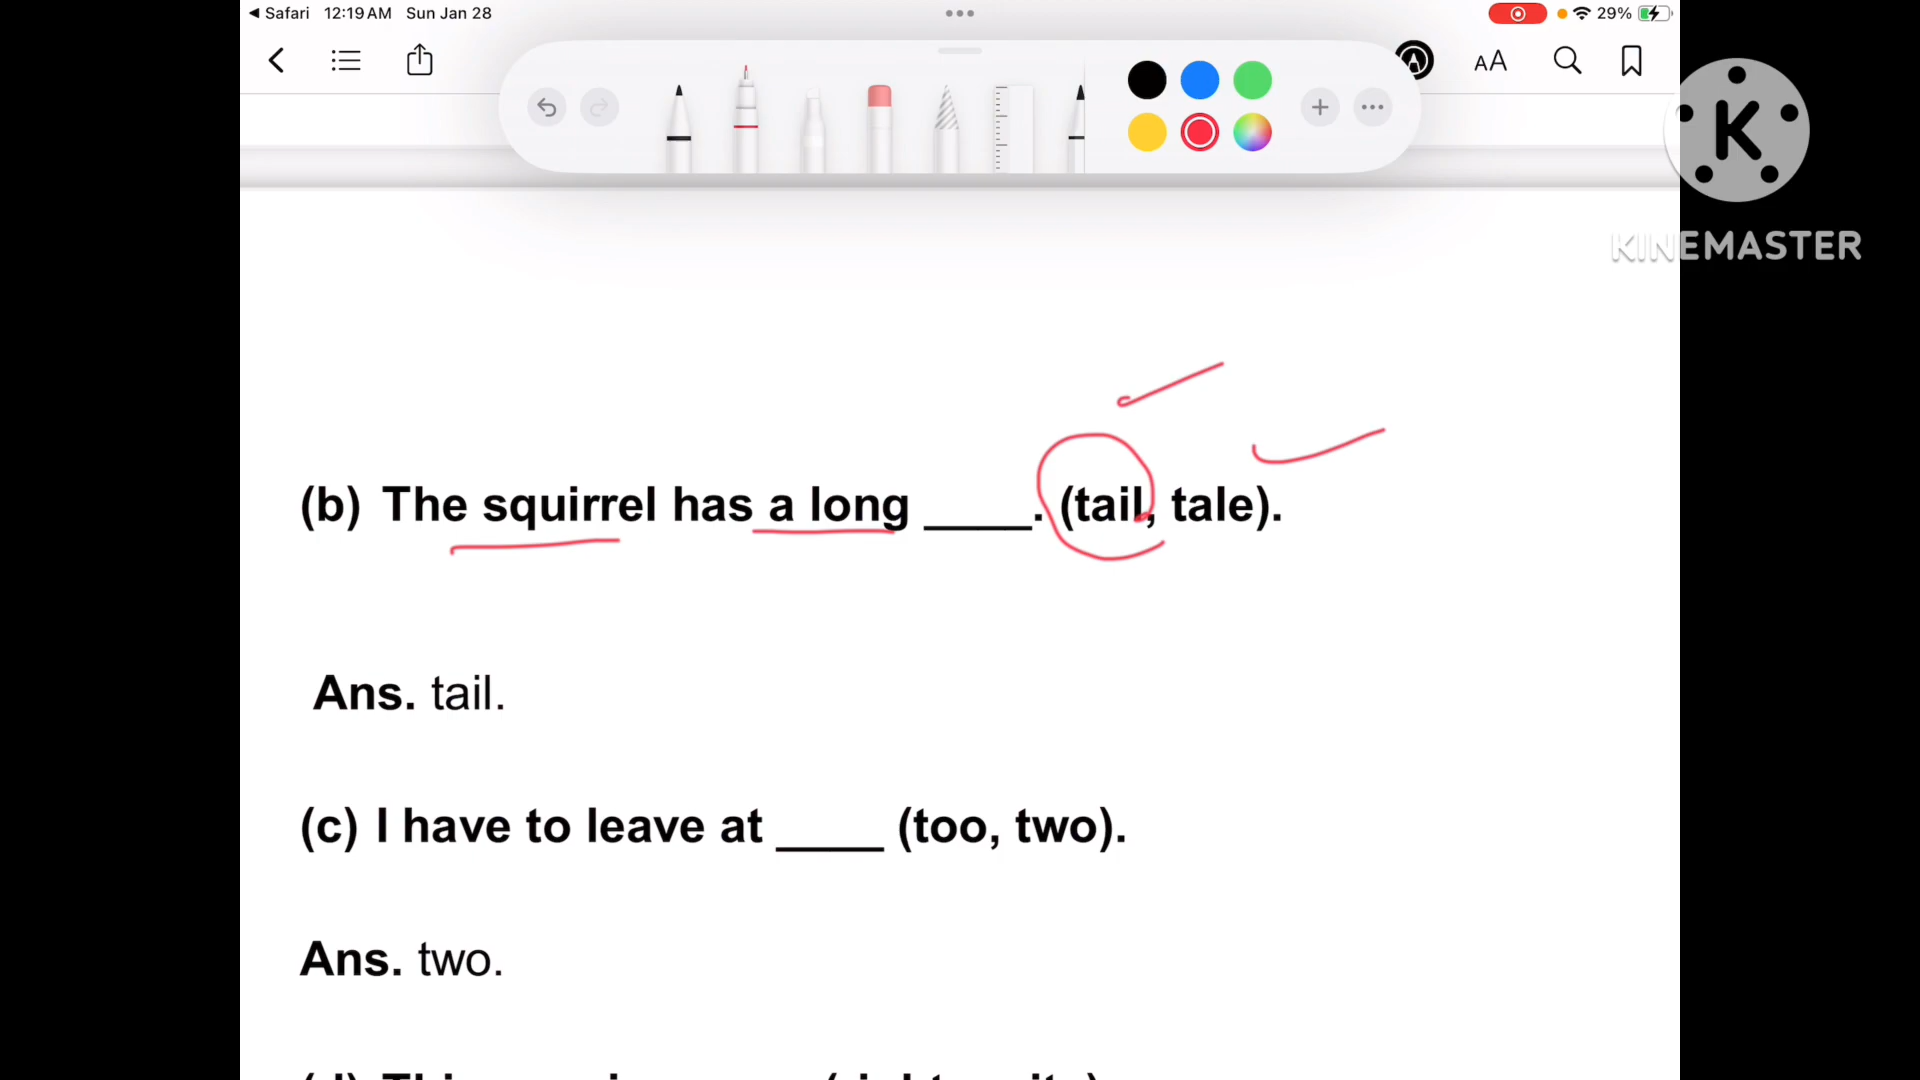 Safari 12:19 AM Sun Jan 28 29%
AA
K
KINEMASTER
(b) The squirrel has a long ____. (tail, tale).
Ans. tail.
(c) I have to leave at ____ (too, two).
Ans. two.